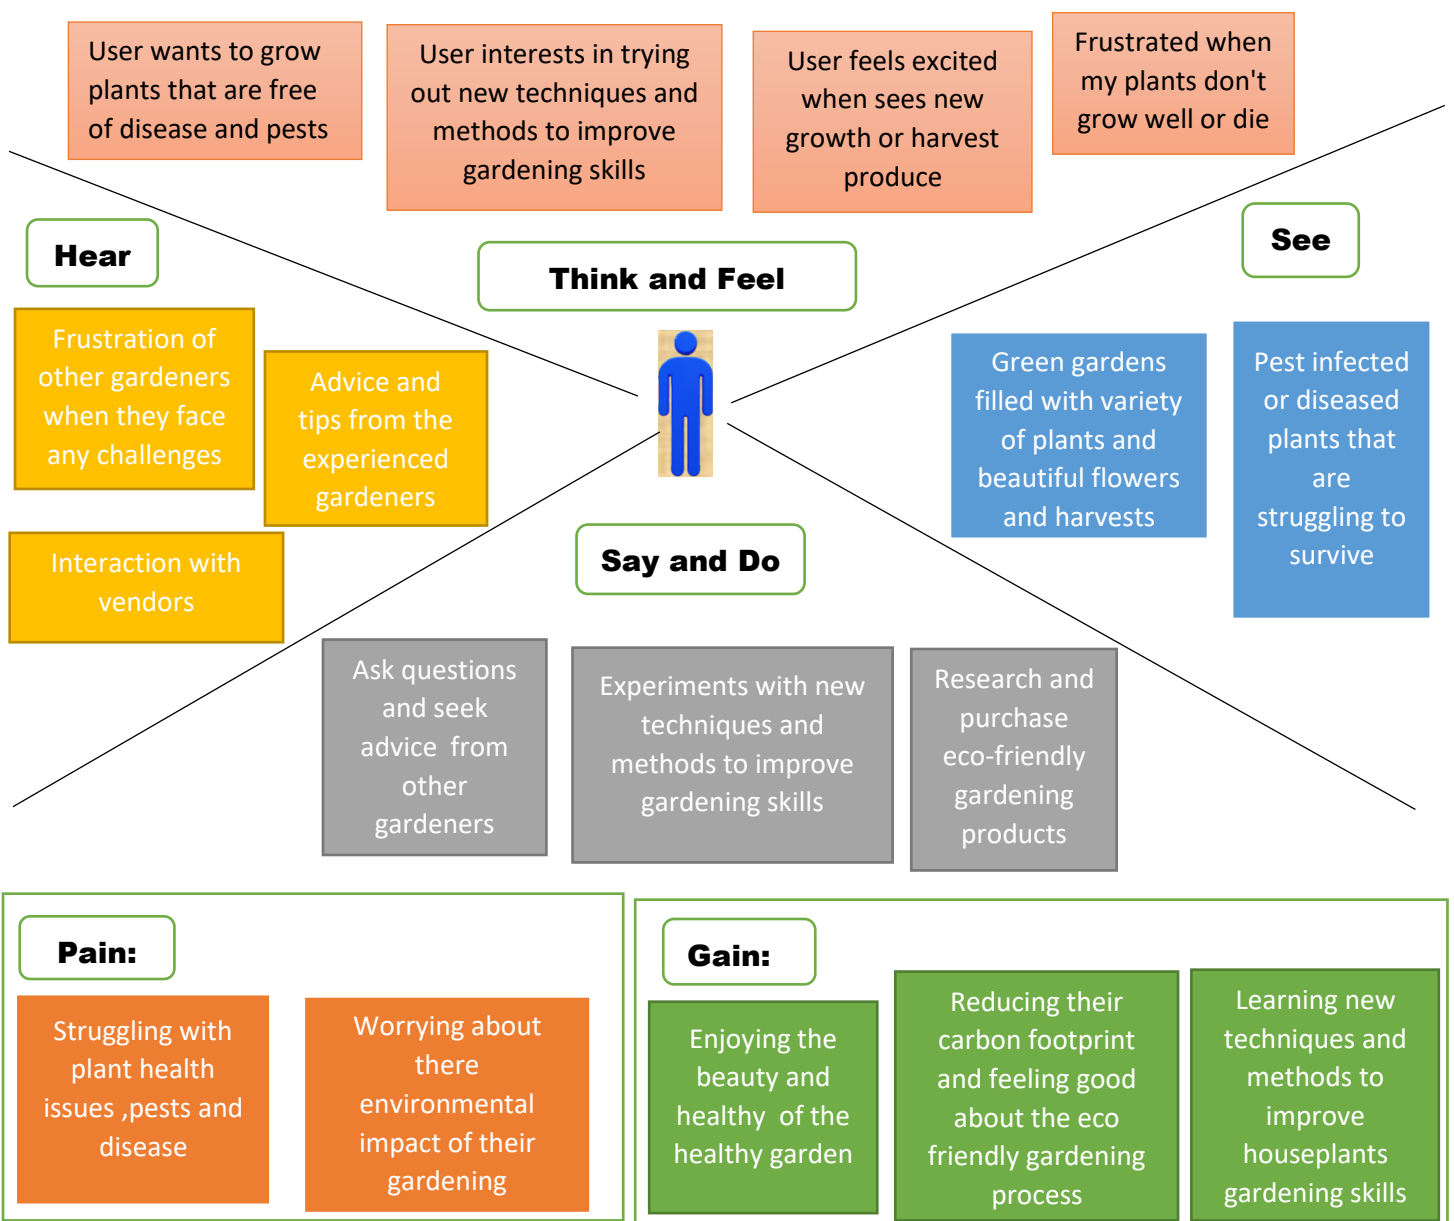 User wants to grow
plants that are free
of disease and pests
User interests in trying
out new techniques and
methods to improve
gardening skills
User feels excited
when sees new
growth or harvest
produce
Frustrated when
my plants don't
grow well or die
Hear
Think and Feel
See
Frustration of
other gardeners
when they face
any challenges
Advice and
tips from the
experienced
gardeners
Interaction with
vendors
Green gardens
filled with variety
of plants and
beautiful flowers
and harvests
Pest infected
or diseased
plants that
are
struggling to
survive
Say and Do
Ask questions
and seek
advice  from
other
gardeners
Experiments with new
techniques and
methods to improve
gardening skills
Research and
purchase
eco-friendly
gardening
products
Pain:
Struggling with
plant health
issues ,pests and
disease
Worrying about
there
environmental
impact of their
gardening
Gain:
Enjoying the
beauty and
healthy  of the
healthy garden
Reducing their
carbon footprint
and feeling good
about the eco
friendly gardening
process
Learning new
techniques and
methods to
improve
houseplants
gardening skills